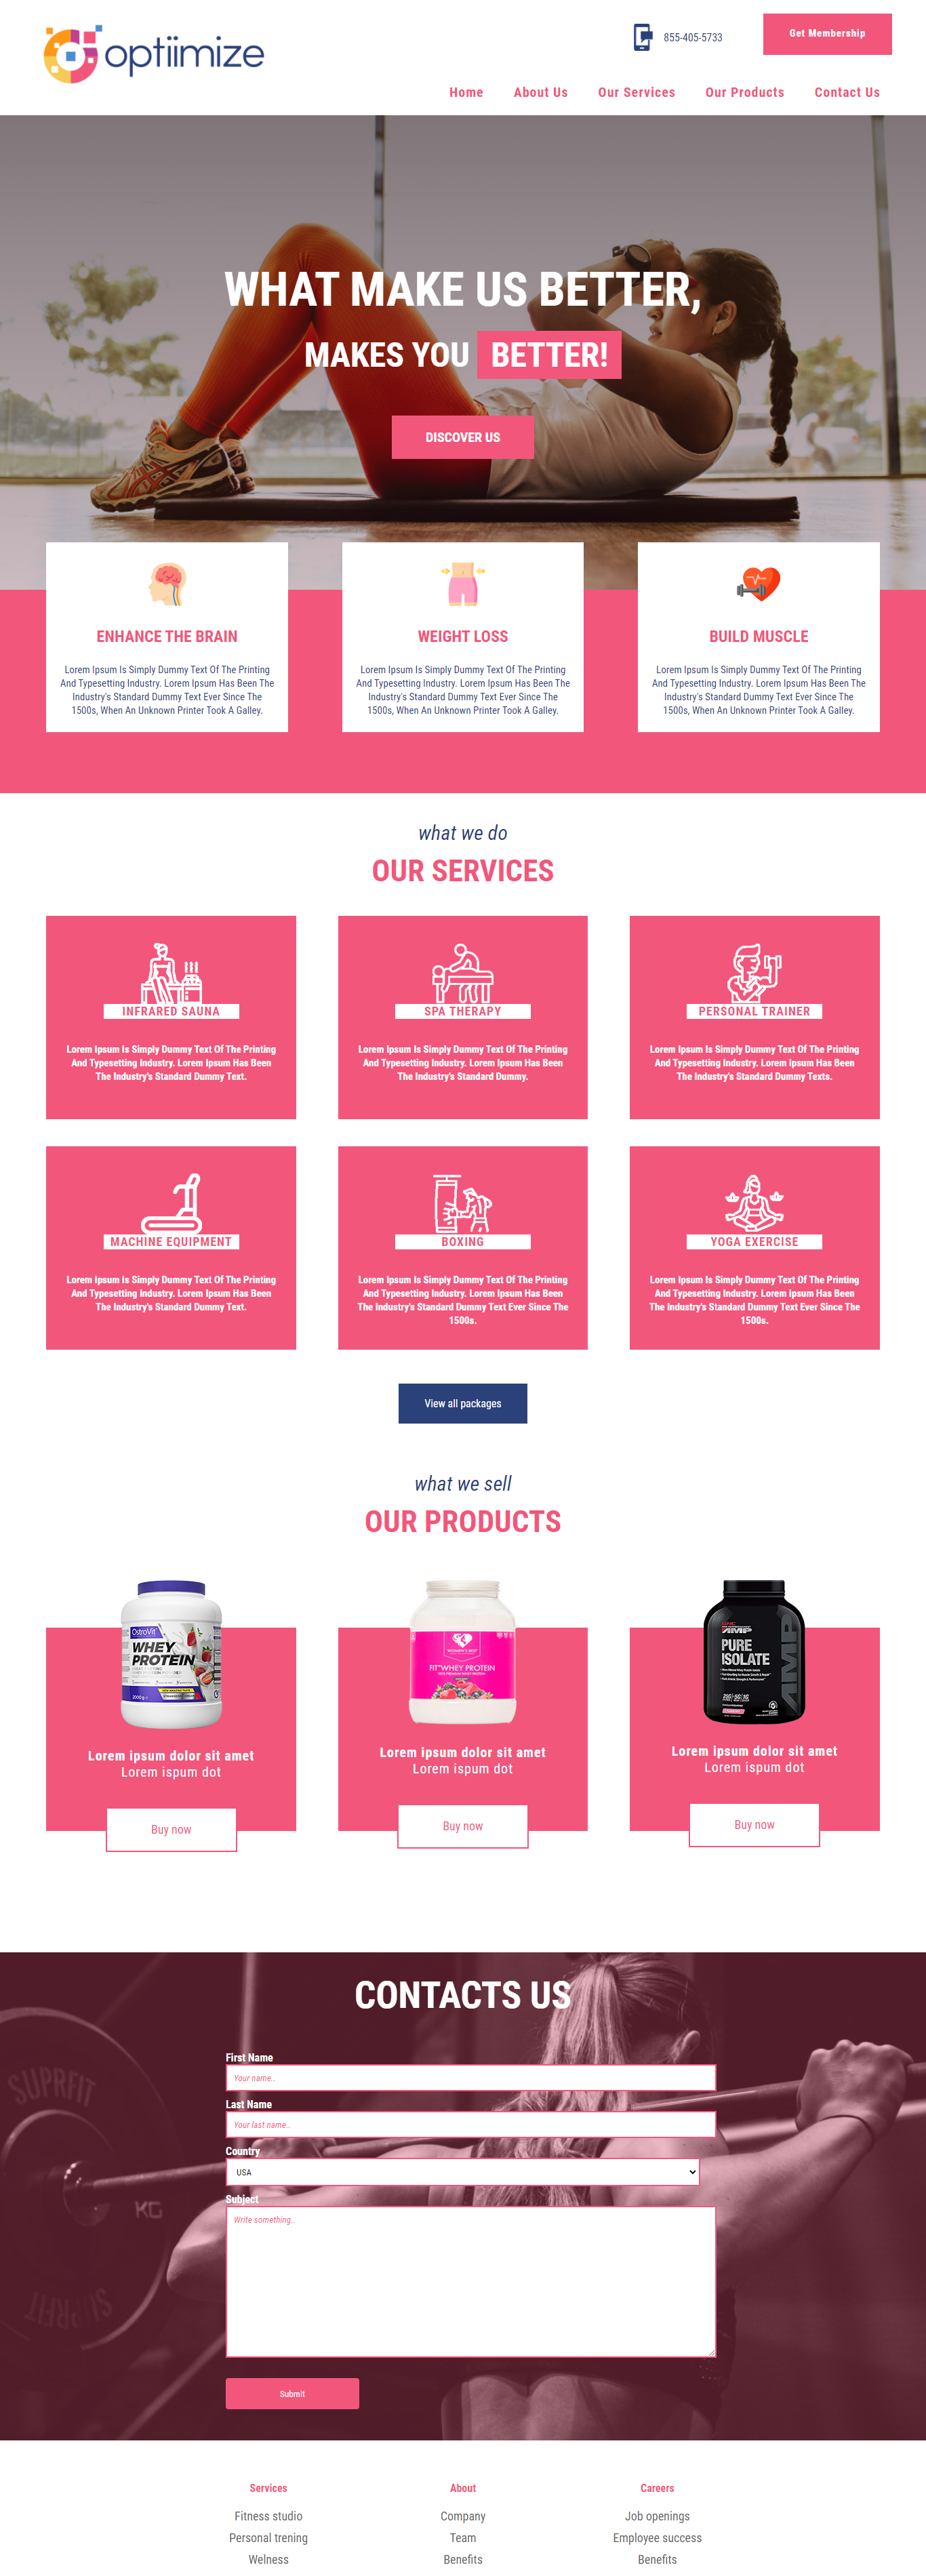 optiimize
855-405-5733
Get Membership
Home
About Us
Our Services
Our Products
Contact Us
WHAT MAKE US BETTER,
MAKES YOU BETTER!
DISCOVER US
ENHANCE THE BRAIN
Lorem Ipsum Is Simply Dummy Text Of The Printing
And Typesetting Industry. Lorem Ipsum Has Been The
Industry's Standard Dummy Text Ever Since The
1500s, When An Unknown Printer Took A Galley.
WEIGHT LOSS
Lorem Ipsum Is Simply Dummy Text Of The Printing
And Typesetting Industry. Lorem Ipsum Has Been The
Industry's Standard Dummy Text Ever Since The
1500s, When An Unknown Printer Took A Galley.
BUILD MUSCLE
Lorem Ipsum Is Simply Dummy Text Of The Printing
And Typesetting Industry. Lorem Ipsum Has Been The
Industry's Standard Dummy Text Ever Since The
1500s, When An Unknown Printer Took A Galley.
what we do
OUR SERVICES
INFRARED SAUNA
Lorem Ipsum Is Simply Dummy Text Of The Printing
And Typesetting Industry. Lorem Ipsum Has Been
The Industry's Standard Dummy Text.
SPA THERAPY
Lorem Ipsum Is Simply Dummy Text Of The Printing
And Typesetting Industry. Lorem Ipsum Has Been
The Industry's Standard Dummy.
PERSONAL TRAINER
Lorem Ipsum Is Simply Dummy Text Of The Printing
And Typesetting Industry. Lorem Ipsum Has Been
The Industry's Standard Dummy Texts.
MACHINE EQUIPMENT
Lorem Ipsum Is Simply Dummy Text Of The Printing
And Typesetting Industry. Lorem Ipsum Has Been
The Industry's Standard Dummy Text.
BOXING
Lorem Ipsum Is Simply Dummy Text Of The Printing
And Typesetting Industry. Lorem Ipsum Has Been
The Industry's Standard Dummy Text Ever Since The
1500s.
YOGA EXERCISE
Lorem Ipsum Is Simply Dummy Text Of The Printing
And Typesetting Industry. Lorem Ipsum Has Been
The Industry's Standard Dummy Text Ever Since The
1500s.
View all packages
what we sell
OUR PRODUCTS
OstroVit
WHEY
PROTEIN
2000g
Lorem ipsum dolor sit amet
Lorem ispum dot
Buy now
WOMEN'S BEST
FIT WHEY PROTEIN
Lorem ipsum dolor sit amet
Lorem ispum dot
Buy now
GNC
AMP
PURE
ISOLATE
AMP
Lorem ipsum dolor sit amet
Lorem ispum dot
Buy now
CONTACTS US
SUPRFIT
KG
SUPRFIT
First Name
Your name..
Last Name
Your last name..
Country
USA
Subject
Write something..
Submit
Services
Fitness studio
Personal trening
Welness
About
Company
Team
Benefits
Careers
Job openings
Employee success
Benefits